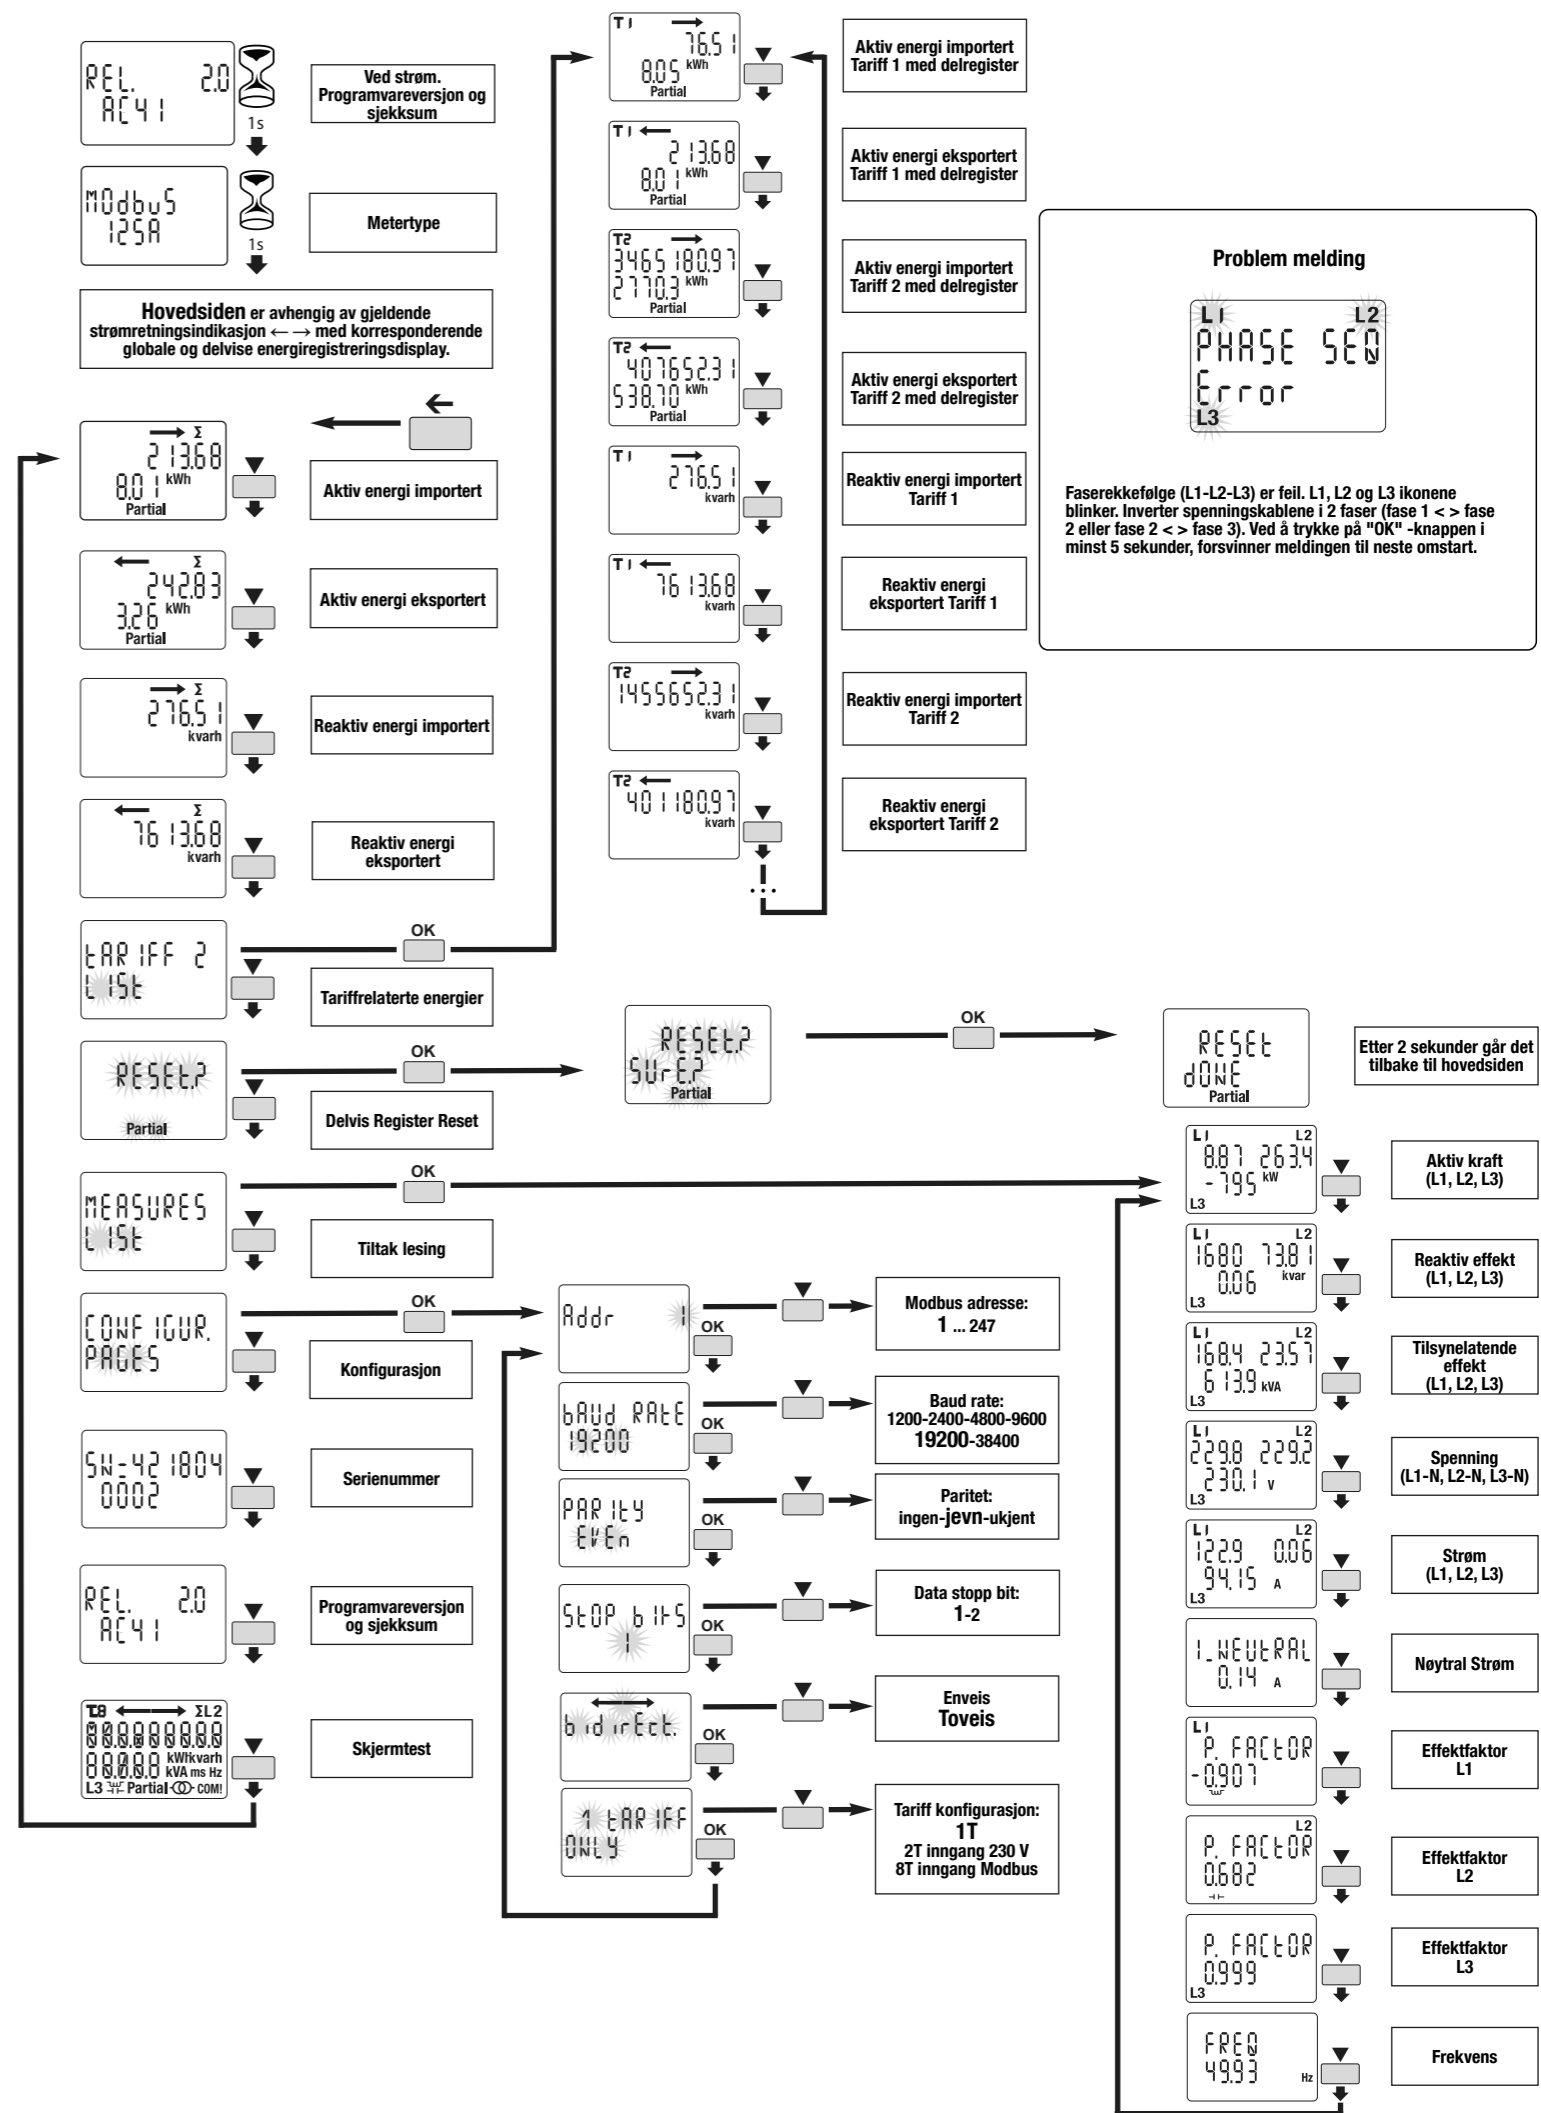 REL. 2.0
AC41
1s
Ved strøm.
Programvareversjon og
sjekksum
MOdbuS
125A
1s
Metertype
Hovedsiden er avhengig av gjeldende
strømretningsindikasjon ←→ med korresponderende
globale og delvise energiregistreringsdisplay.
←
→ Σ
213.68
8.01 kWh
Partial
Aktiv energi importert
← Σ
242.83
3.26 kWh
Partial
Aktiv energi eksportert
→ Σ
276.51
kvarh
Reaktiv energi importert
← Σ
7613.68
kvarh
Reaktiv energi
eksportert
tARIFF 2
LISt
OK
Tariffrelaterte energier
RESEt.?
Partial
OK
Delvis Register Reset
RESEt.?
SUrE.?
Partial
OK
RESEt
dONE
Partial
Etter 2 sekunder går det
tilbake til hovedsiden
MEASURES
LISt
OK
Tiltak lesing
CONFIGUR.
PAGES
OK
Konfigurasjon
SN-421804
0002
Serienummer
REL. 2.0
AC41
Programvareversjon
og sjekksum
T8 ←→ ΣL2
kWhkvarh
kVA ms Hz
L3 Partial COM!
Skjermtest
T1 →
76.51
8.05 kWh
Partial
Aktiv energi importert
Tariff 1 med delregister
T1 ←
213.68
8.01 kWh
Partial
Aktiv energi eksportert
Tariff 1 med delregister
T2 →
3465180.97
2770.3 kWh
Partial
Aktiv energi importert
Tariff 2 med delregister
T2 ←
407652.31
538.70 kWh
Partial
Aktiv energi eksportert
Tariff 2 med delregister
T1 →
276.51
kvarh
Reaktiv energi importert
Tariff 1
T1 ←
7613.68
kvarh
Reaktiv energi
eksportert Tariff 1
T2 →
1455652.31
kvarh
Reaktiv energi importert
Tariff 2
T2 ←
401180.97
kvarh
Reaktiv energi
eksportert Tariff 2
...
Problem melding
L1 L2
PHASE SEQ
Error
L3
Faserekkefølge (L1-L2-L3) er feil. L1, L2 og L3 ikonene
blinker. Inverter spenningskablene i 2 faser (fase 1 < > fase
2 eller fase 2 < > fase 3). Ved å trykke på "OK" -knappen i
minst 5 sekunder, forsvinner meldingen til neste omstart.
Addr 1
OK
Modbus adresse:
1 ... 247
bAUd RAtE
19200
OK
Baud rate:
1200-2400-4800-9600
19200-38400
PARItY
EVEn
OK
Paritet:
ingen-jevn-ukjent
StOP bItS
1
OK
Data stopp bit:
1-2
bidirEct.
OK
Enveis
Toveis
1 tARIFF
ONLY
OK
Tariff konfigurasjon:
1T
2T inngang 230 V
8T inngang Modbus
L1 L2
8.87 263.4
-795 kW
L3
Aktiv kraft
(L1, L2, L3)
L1 L2
1680 73.81
0.06 kvar
L3
Reaktiv effekt
(L1, L2, L3)
L1 L2
168.4 23.57
613.9 kVA
L3
Tilsynelatende
effekt
(L1, L2, L3)
L1 L2
229.8 229.2
230.1 V
L3
Spenning
(L1-N, L2-N, L3-N)
L1 L2
122.9 0.06
94.15 A
L3
Strøm
(L1, L2, L3)
I_NEUtRAL
0.14 A
Nøytral Strøm
L1
P. FACtOR
-0.907
Effektfaktor
L1
L2
P. FACtOR
0.682
Effektfaktor
L2
P. FACtOR
0.999
L3
Effektfaktor
L3
FREQ
49.93
Hz
Frekvens